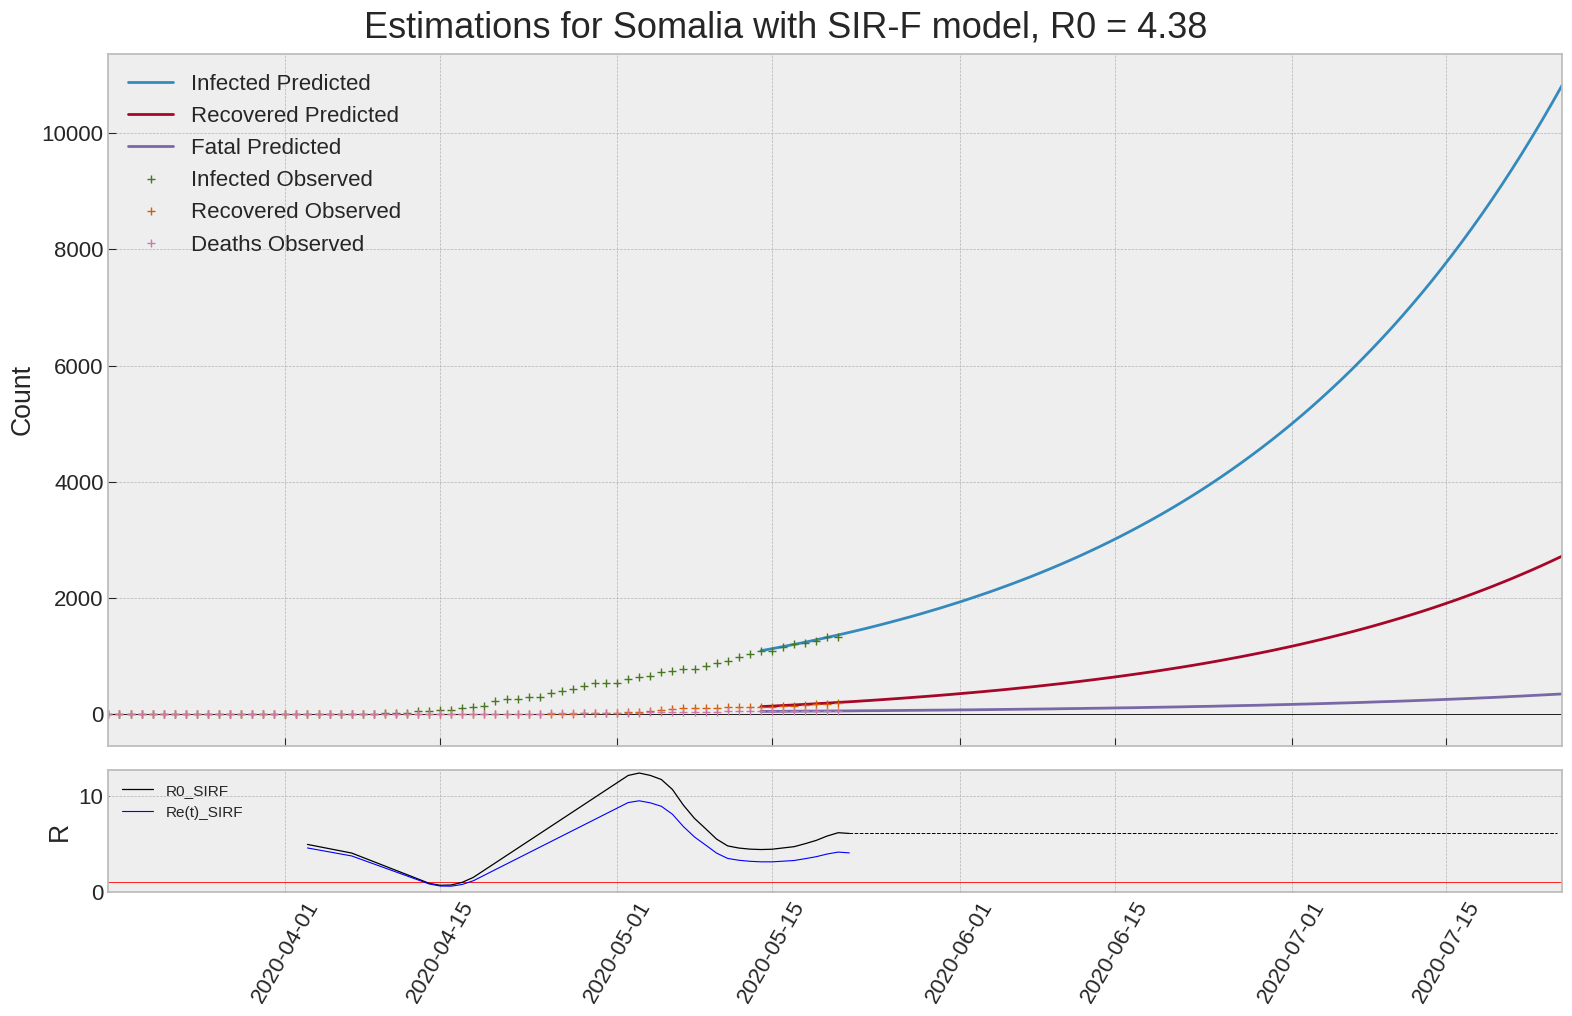 Estimations for Somalia with SIR-F model, R0 = 4.38
Infected Predicted
Recovered Predicted
Fatal Predicted
Infected Observed
Recovered Observed
Deaths Observed
10000
8000
6000
4000
2000
0
Count
R0_SIRF
Re(t)_SIRF
10
0
R
2020-04-01
2020-04-15
2020-05-01
2020-05-15
2020-06-01
2020-06-15
2020-07-01
2020-07-15